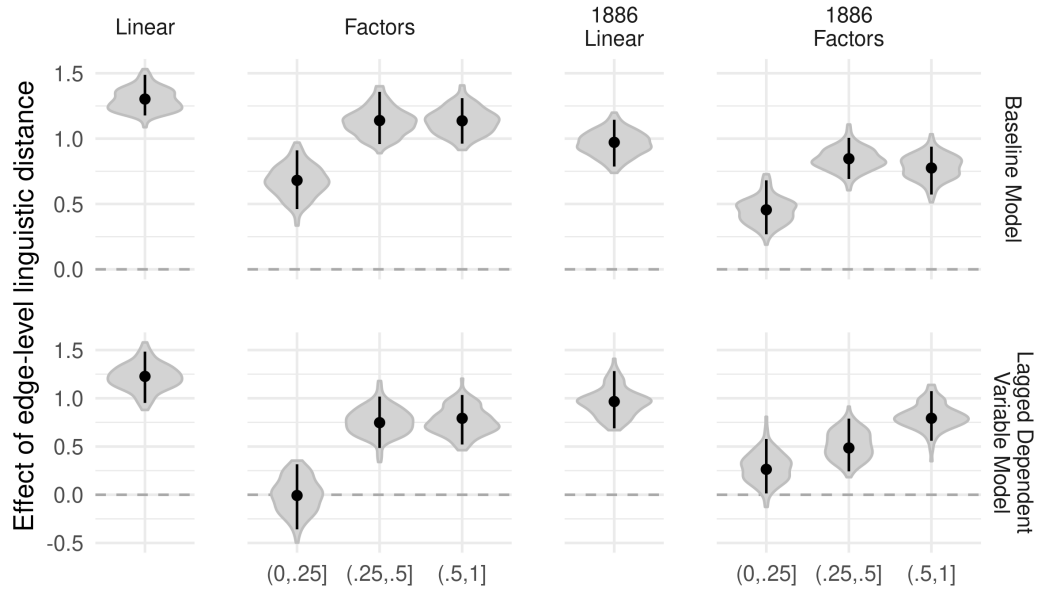 Linear
Factors
1886
Linear
1886
Factors
Effect of edge-level linguistic distance
1.5
1.0
0.5
0.0
Baseline Model
1.5
1.0
0.5
0.0
-0.5
Lagged Dependent
Variable Model
(0,.25] (.25,.5] (.5,1]
(0,.25] (.25,.5] (.5,1]